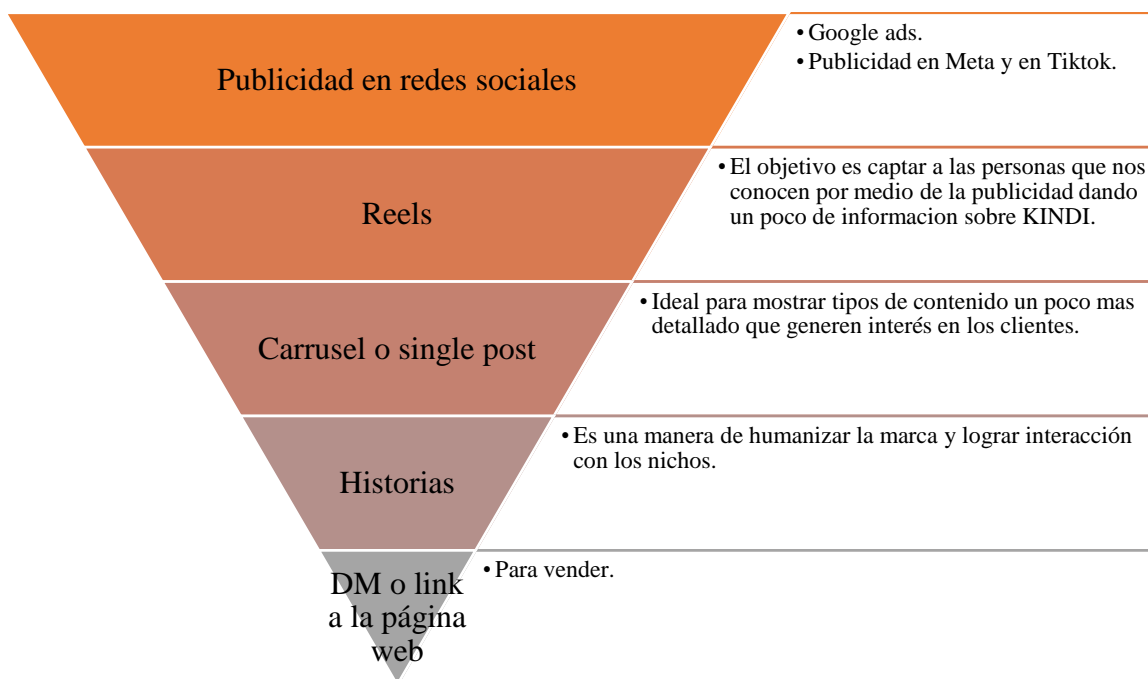 Publicidad en redes sociales
• Google ads.
• Publicidad en Meta y en Tiktok.
Reels
• El objetivo es captar a las personas que nos
conocen por medio de la publicidad dando
un poco de informacion sobre KINDI.
Carrusel o single post
• Ideal para mostrar tipos de contenido un poco mas
detallado que generen interés en los clientes.
Historias
• Es una manera de humanizar la marca y lograr interacción
con los nichos.
DM o link
a la página
web
• Para vender.